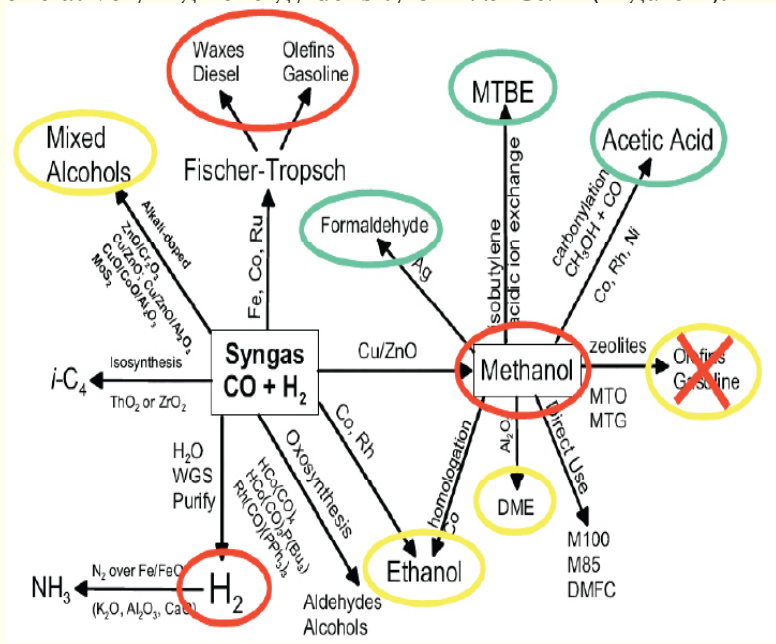 Waxes
Diesel
Olefins
Gasoline
MTBE
Acetic Acid
Mixed
Alcohols
Fischer-Tropsch
Formaldehyde
Ag
isobutylene
acidic ion exchange
carbonylation
CH₃OH + CO
Co, Rh, Ni
Alkali-doped
ZnO/Cr₂O₃
Cu/ZnO; Cu/ZnO/Al₂O₃
CuO/CoO/Al₂O₃
MoS₂
Fe, Co, Ru
Syngas
CO + H₂
Cu/ZnO
Methanol
zeolites
Olefins
Gasoline
MTO
MTG
i-C₄
Isosynthesis
ThO₂ or ZrO₂
H₂O
WGS
Purify
Oxosynthesis
HCo(CO)₄
HCo(CO)₃P(Bu₃)
Rh(CO)(PPh₃)₃
Co, Rh
homologation
Co
Al₂O
Direct Use
DME
Ethanol
M100
M85
DMFC
Aldehydes
Alcohols
NH₃
N₂ over Fe/FeO
(K₂O, Al₂O₃, CaO)
H₂